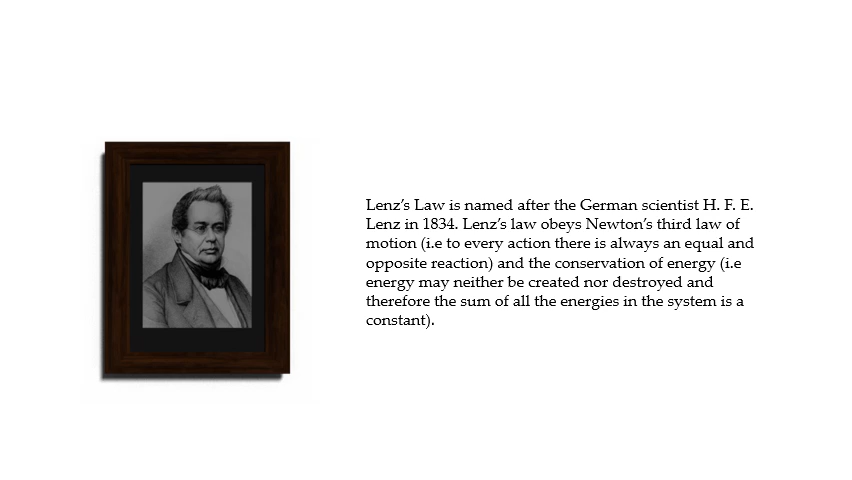 Lenz’s Law is named after the German scientist H. F. E.
Lenz in 1834. Lenz’s law obeys Newton’s third law of
motion (i.e to every action there is always an equal and
opposite reaction) and the conservation of energy (i.e
energy may neither be created nor destroyed and
therefore the sum of all the energies in the system is a
constant).